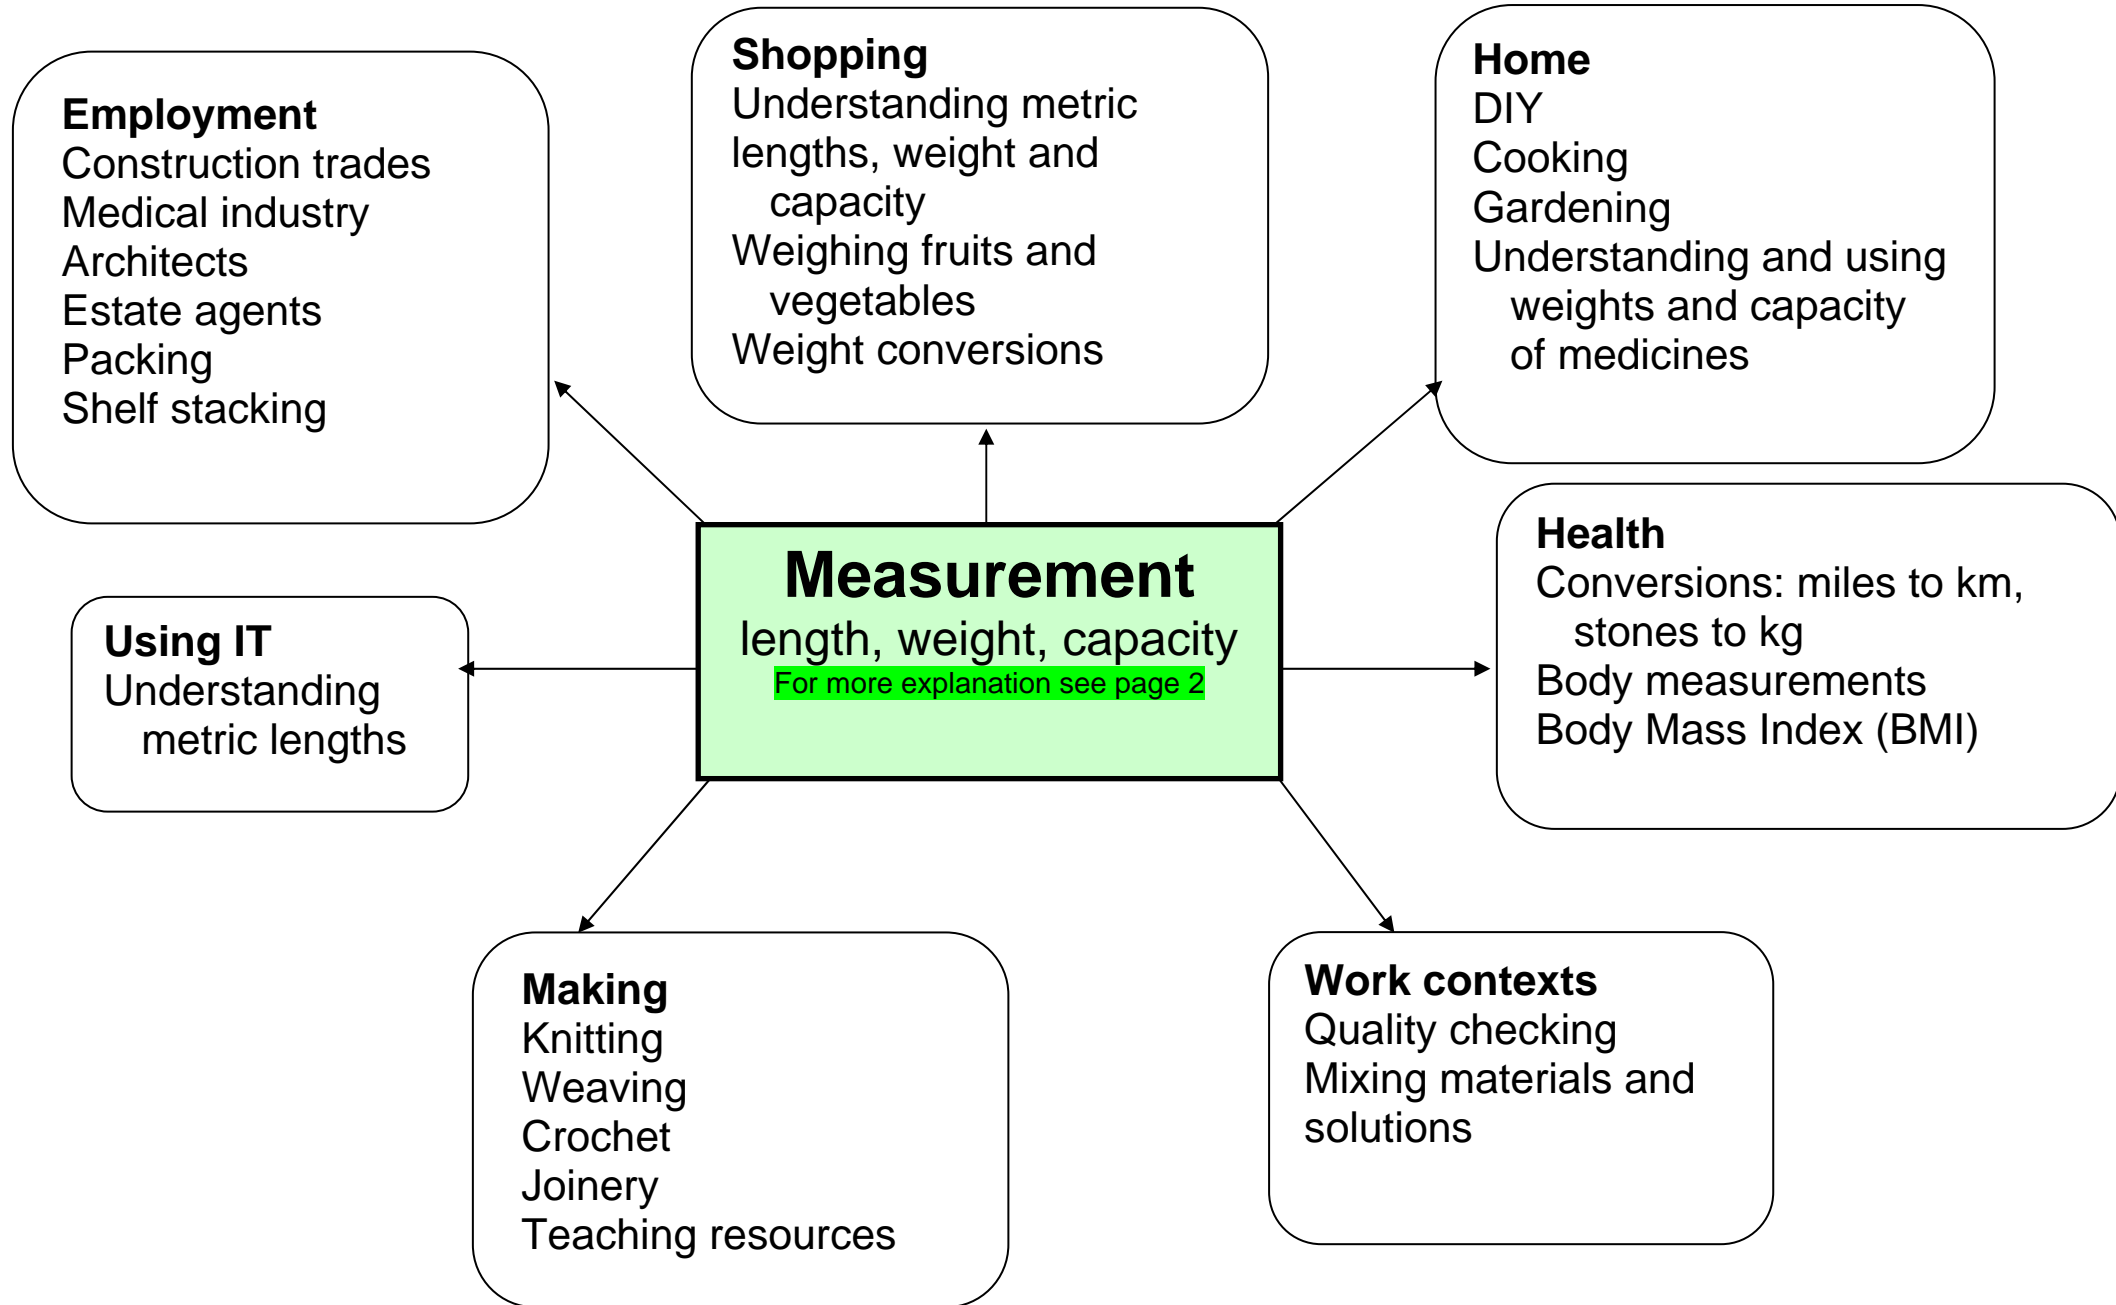 Employment
Construction trades
Medical industry
Architects
Estate agents
Packing
Shelf stacking
Shopping
Understanding metric
lengths, weight and
capacity
Weighing fruits and
vegetables
Weight conversions
Home
DIY
Cooking
Gardening
Understanding and using
weights and capacity
of medicines
Measurement
length, weight, capacity
For more explanation see page 2
Using IT
Understanding
metric lengths
Health
Conversions: miles to km,
stones to kg
Body measurements
Body Mass Index (BMI)
Making
Knitting
Weaving
Crochet
Joinery
Teaching resources
Work contexts
Quality checking
Mixing materials and
solutions